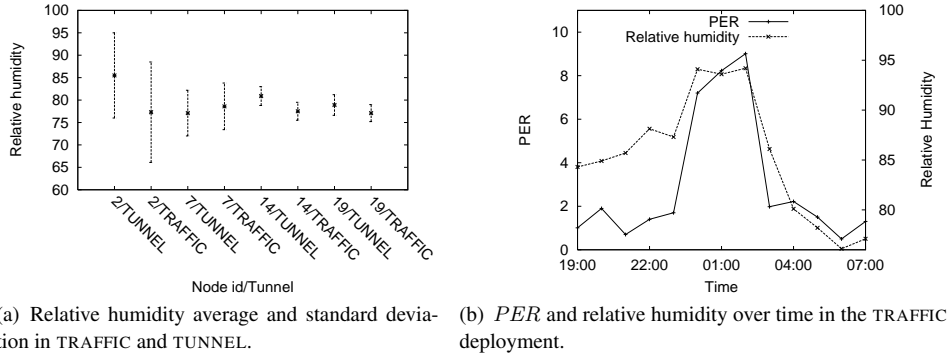 100
95
90
85
80
75
70
65
60
Relative humidity
2/TUNNEL
2/TRAFFIC
7/TUNNEL
7/TRAFFIC
14/TUNNEL
14/TRAFFIC
19/TUNNEL
19/TRAFFIC
Node id/Tunnel
(a) Relative humidity average and standard devia-
tion in TRAFFIC and TUNNEL.
PER
Relative humidity
10
8
6
4
2
0
PER
100
95
90
85
80
Relative Humidity
19:00
22:00
01:00
04:00
07:00
Time
(b) PER and relative humidity over time in the TRAFFIC
deployment.